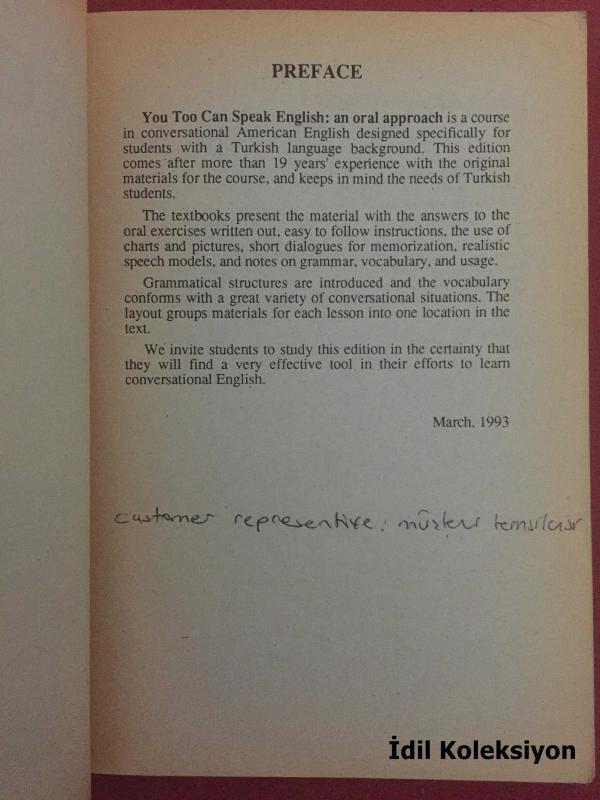 PREFACE
You Too Can Speak English: an oral approach is a course
in conversational American English designed specifically for
students with a Turkish language background. This edition
comes after more than 19 years' experience with the original
materials for the course, and keeps in mind the needs of Turkish
students.
The textbooks present the material with the answers to the
oral exercises written out, easy to follow instructions, the use of
charts and pictures, short dialogues for memorization, realistic
speech models, and notes on grammar, vocabulary, and usage.
Grammatical structures are introduced and the vocabulary
conforms with a great variety of conversational situations. The
layout groups materials for each lesson into one location in the
text.
We invite students to study this edition in the certainty that
they will find a very effective tool in their efforts to learn
conversational English.
March, 1993
customer representive: müşteri temsilcisi
İdil Koleksiyon